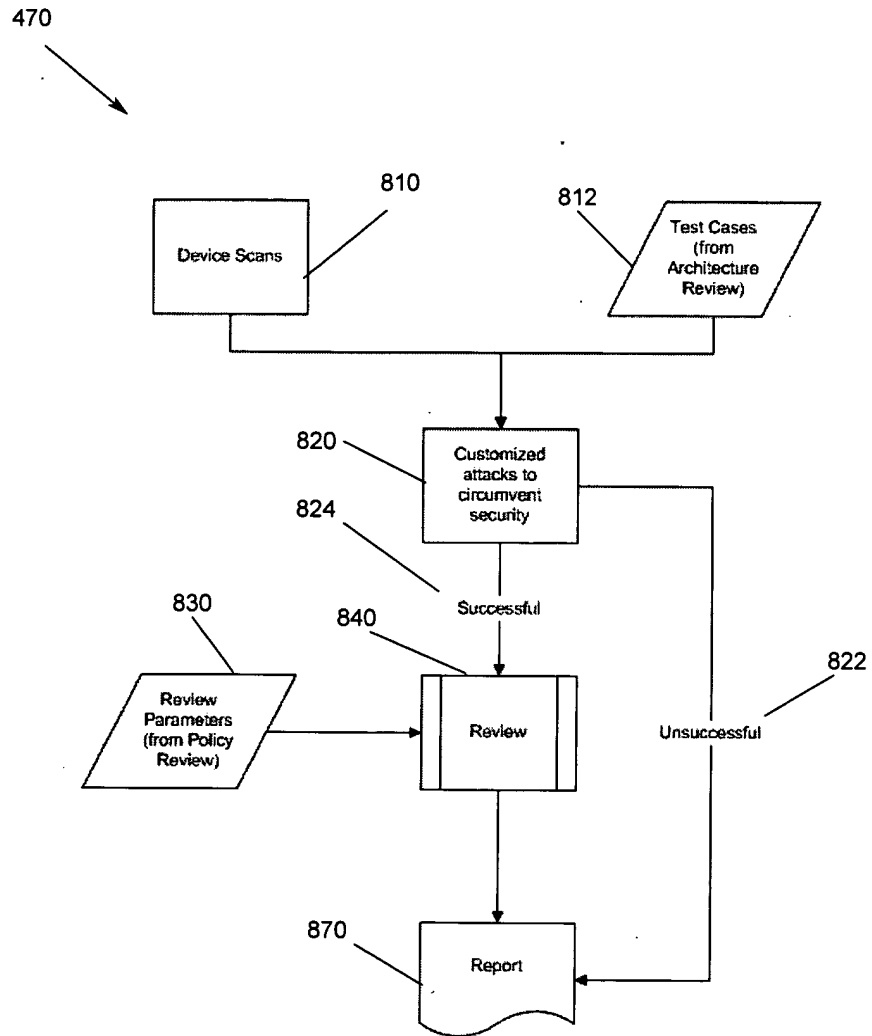 470
810
812
Device Scans
Test Cases
(from
Architecture
Review)
820
Customized
attacks to
circumvent
security
824
Successful
830
840
822
Review
Parameters
(from Policy
Review)
Review
Unsuccessful
870
Report